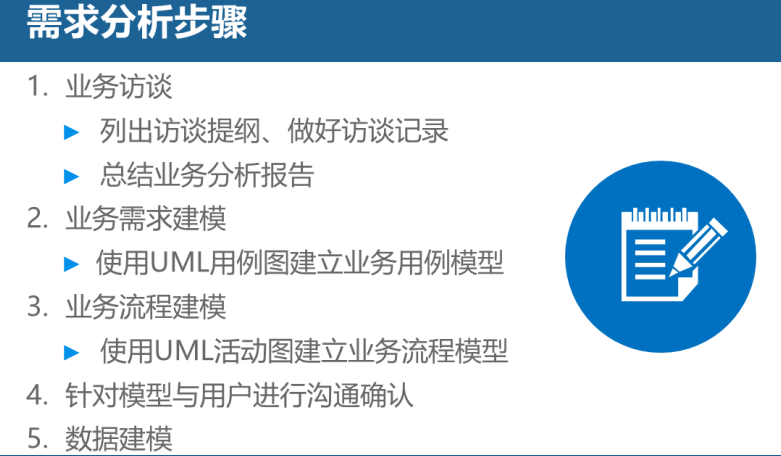 需求分析步骤
1. 业务访谈
► 列出访谈提纲、做好访谈记录
► 总结业务分析报告
2. 业务需求建模
► 使用UML用例图建立业务用例模型
3. 业务流程建模
► 使用UML活动图建立业务流程模型
4. 针对模型与用户进行沟通确认
5. 数据建模